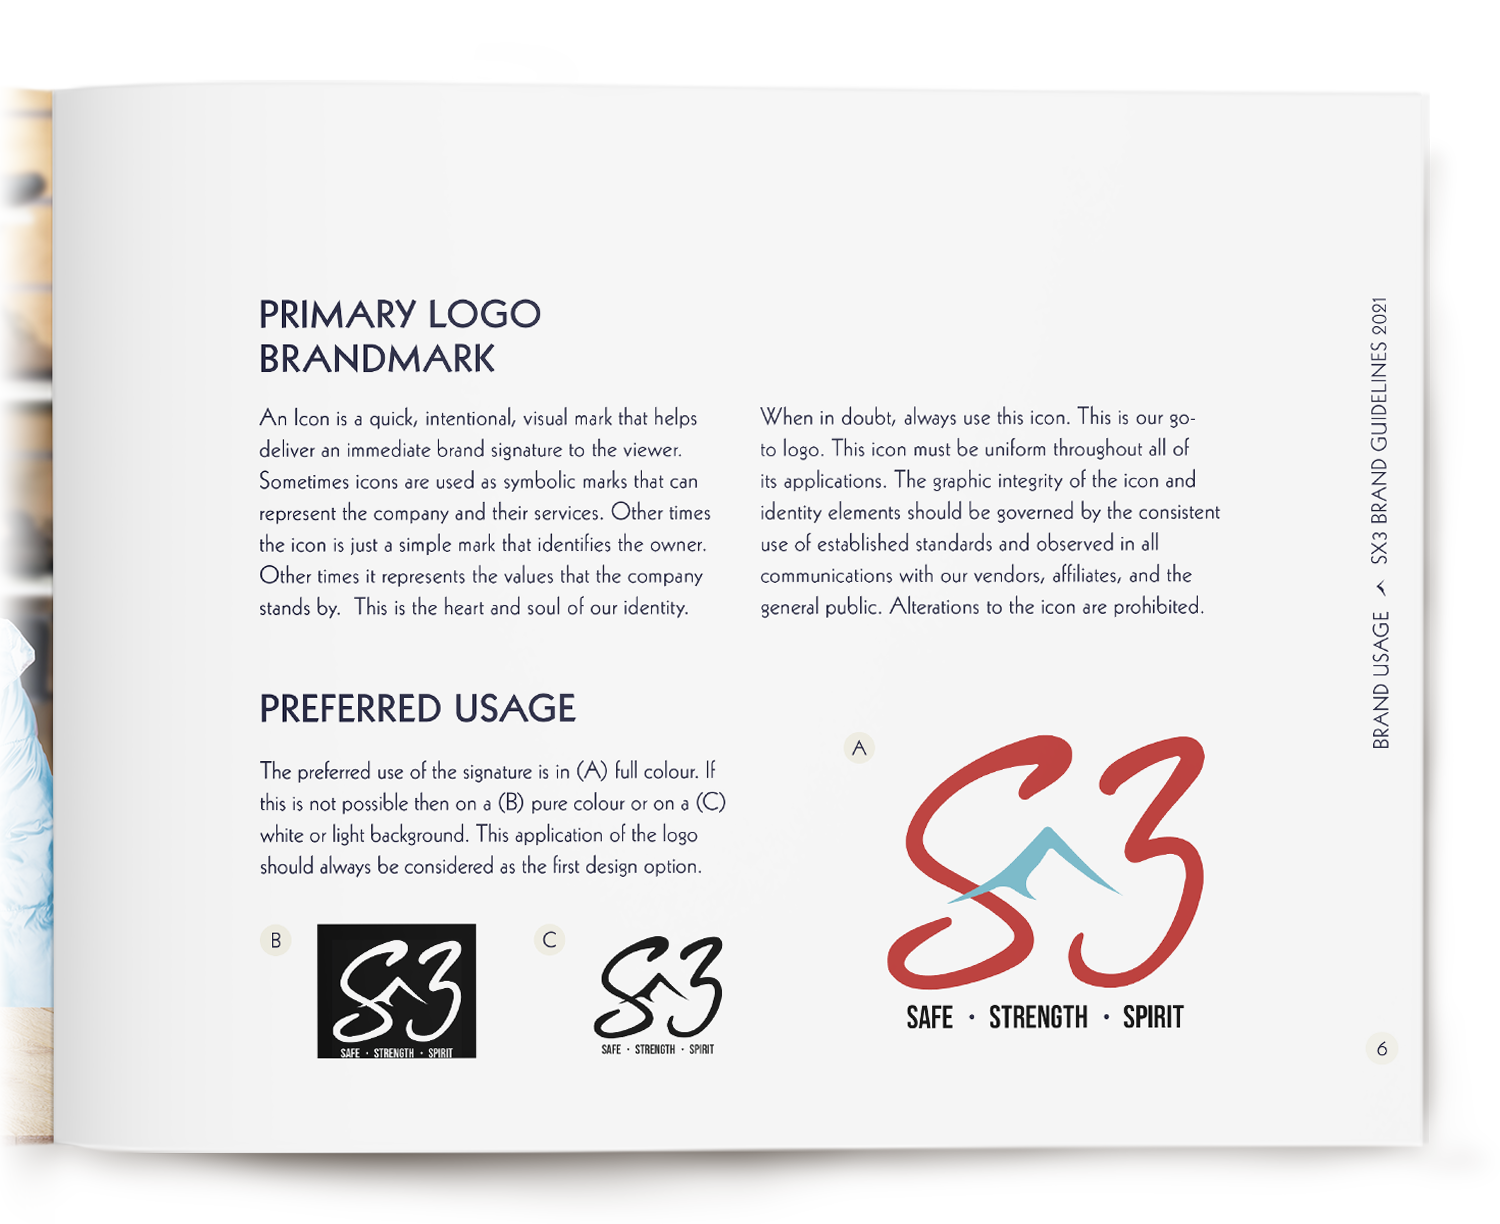 PRIMARY LOGO
BRANDMARK
An Icon is a quick, intentional, visual mark that helps
deliver an immediate brand signature to the viewer.
Sometimes icons are used as symbolic marks that can
represent the company and their services. Other times
the icon is just a simple mark that identifies the owner.
Other times it represents the values that the company
stands by.  This is the heart and soul of our identity.
When in doubt, always use this icon. This is our go-
to logo. This icon must be uniform throughout all of
its applications. The graphic integrity of the icon and
identity elements should be governed by the consistent
use of established standards and observed in all
communications with our vendors, affiliates, and the
general public. Alterations to the icon are prohibited.
PREFERRED USAGE
The preferred use of the signature is in (A) full colour. If
this is not possible then on a (B) pure colour or on a (C)
white or light background. This application of the logo
should always be considered as the first design option.
B
S3
SAFE · STRENGTH · SPIRIT
C
S3
SAFE · STRENGTH · SPIRIT
A
S3
SAFE · STRENGTH · SPIRIT
BRAND USAGE SX3 BRAND GUIDELINES 2021
6